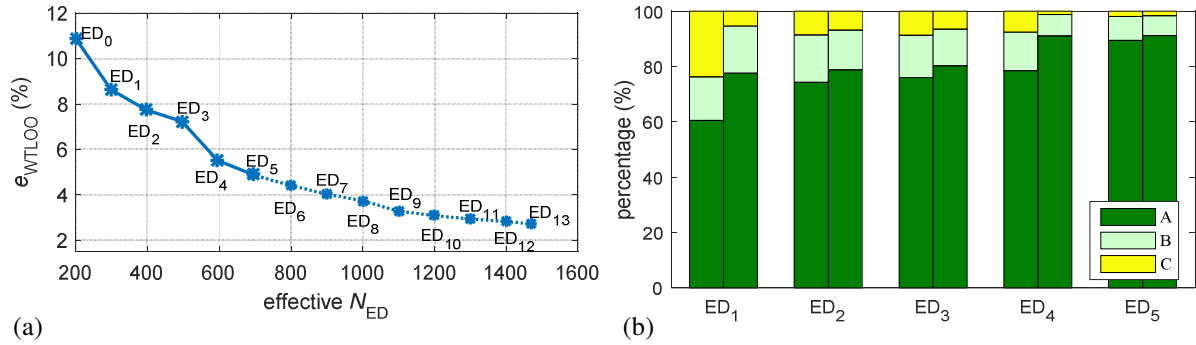 12
10
8
6
4
2
e_WTLOO (%)
ED_0
ED_1
ED_2
ED_3
ED_4
ED_5
ED_6
ED_7
ED_8
ED_9
ED_10
ED_11
ED_12
ED_13
200 400 600 800 1000 1200 1400 1600
effective N_ED
(a)
100
80
60
40
20
0
percentage (%)
A
B
C
ED_1 ED_2 ED_3 ED_4 ED_5
(b)